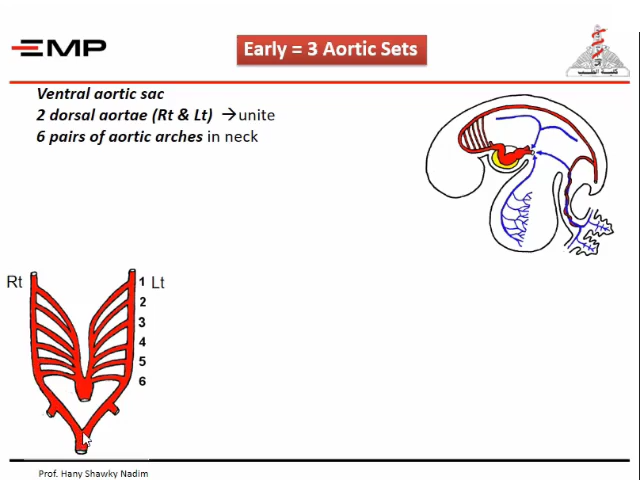 EMP
Early = 3 Aortic Sets
Ventral aortic sac
2 dorsal aortae (Rt & Lt) →unite
6 pairs of aortic arches in neck
Rt
1 Lt
2
3
4
5
6
Prof. Hany Shawky Nadim